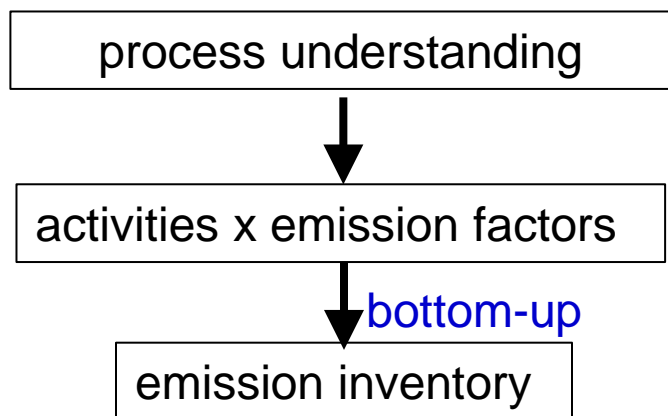 process understanding
activities x emission factors
bottom-up
emission inventory